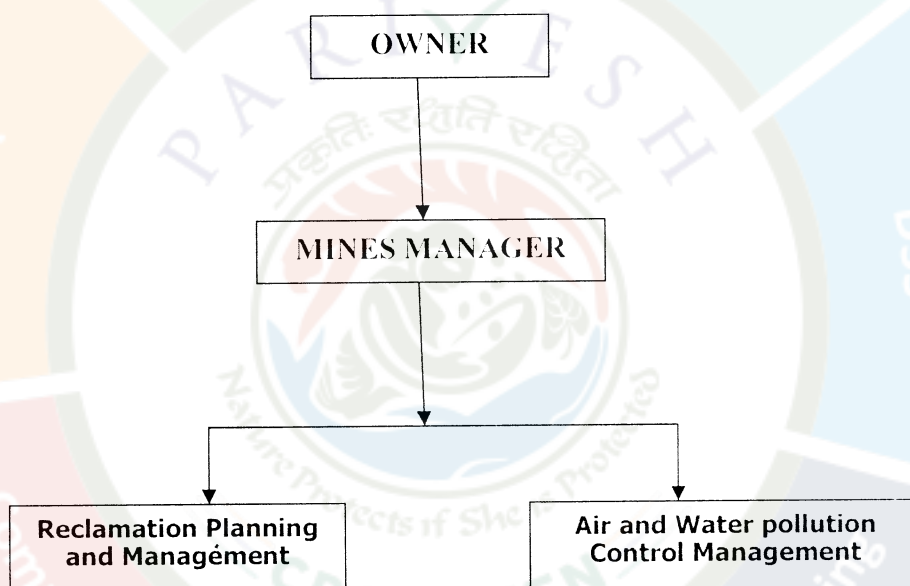 OWNER
PARIVESH
प्रकृतिः रक्षति रक्षिता
MINES MANAGER
Nature Protects if She is Protected
Reclamation Planning
and Managément
Air and Water pollution
Control Management